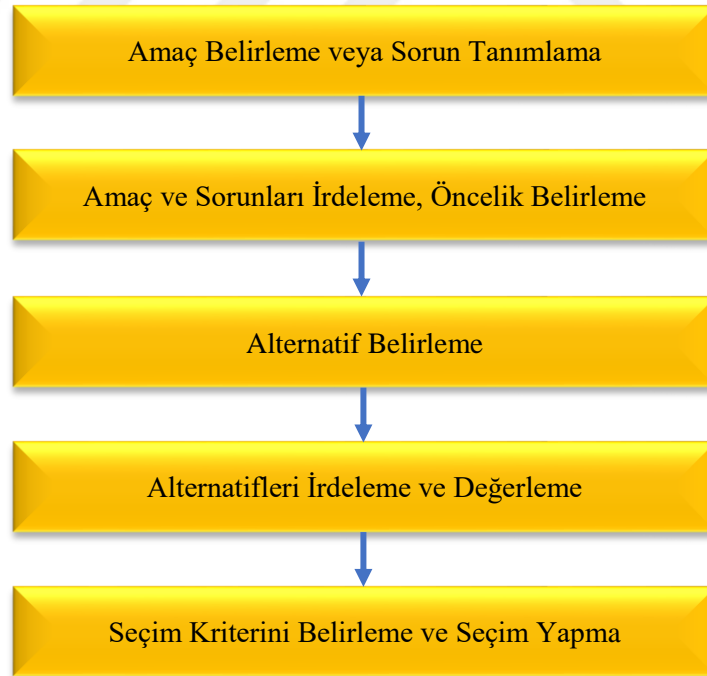 Amaç Belirleme veya Sorun Tanımlama
Amaç ve Sorunları İrdeleme, Öncelik Belirleme
Alternatif Belirleme
Alternatifleri İrdeleme ve Değerleme
Seçim Kriterini Belirleme ve Seçim Yapma